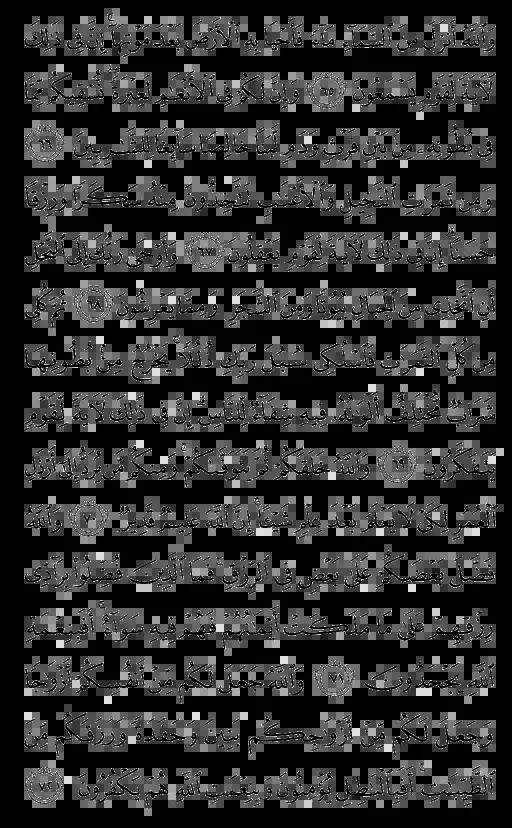 وَٱللَّهُ أَنزَلَ مِنَ ٱلسَّمَآءِ مَآءً فَأَحْيَا بِهِ ٱلْأَرْضَ بَعْدَ مَوْتِهَآ إِنَّ فِى ذَٰلِكَ
لَءَايَةً لِّقَوْمٍ يَسْمَعُونَ ٦٥ وَإِنَّ لَكُمْ فِى ٱلْأَنْعَٰمِ لَعِبْرَةً نُّسْقِيكُم مِّمَّا
فِى بُطُونِهِۦ مِنۢ بَيْنِ فَرْثٍ وَدَمٍ لَّبَنًا خَالِصًا سَآئِغًا لِّلشَّٰرِبِينَ ٦٦
وَمِن ثَمَرَٰتِ ٱلنَّخِيلِ وَٱلْأَعْنَٰبِ تَتَّخِذُونَ مِنْهُ سَكَرًا وَرِزْقًا
حَسَنًا إِنَّ فِى ذَٰلِكَ لَءَايَةً لِّقَوْمٍ يَعْقِلُونَ ٦٧ وَأَوْحَىٰ رَبُّكَ إِلَى ٱلنَّحْلِ
أَنِ ٱتَّخِذِى مِنَ ٱلْجِبَالِ بُيُوتًا وَمِنَ ٱلشَّجَرِ وَمِمَّا يَعْرِشُونَ ٦٨ ثُمَّ كُلِى
مِن كُلِّ ٱلثَّمَرَٰتِ فَٱسْلُكِى سُبُلَ رَبِّكِ ذُلُلًا يَخْرُجُ مِنۢ بُطُونِهَا
شَرَابٌ مُّخْتَلِفٌ أَلْوَٰنُهُۥ فِيهِ شِفَآءٌ لِّلنَّاسِ إِنَّ فِى ذَٰلِكَ لَءَايَةً لِّقَوْمٍ
يَتَفَكَّرُونَ ٦٩ وَٱللَّهُ خَلَقَكُمْ ثُمَّ يَتَوَفَّىٰكُمْ وَمِنكُم مَّن يُرَدُّ إِلَىٰٓ أَرْذَلِ
ٱلْعُمُرِ لِكَىْ لَا يَعْلَمَ بَعْدَ عِلْمٍ شَيْـًٔا إِنَّ ٱللَّهَ عَلِيمٌ قَدِيرٌ ٧٠ وَٱللَّهُ
فَضَّلَ بَعْضَكُمْ عَلَىٰ بَعْضٍ فِى ٱلرِّزْقِ فَمَا ٱلَّذِينَ فُضِّلُوا۟ بِرَآدِّى
رِزْقِهِمْ عَلَىٰ مَا مَلَكَتْ أَيْمَٰنُهُمْ فَهُمْ فِيهِ سَوَآءٌ أَفَبِنِعْمَةِ
ٱللَّهِ يَجْحَدُونَ ٧١ وَٱللَّهُ جَعَلَ لَكُم مِّنْ أَنفُسِكُمْ أَزْوَٰجًا
وَجَعَلَ لَكُم مِّنْ أَزْوَٰجِكُم بَنِينَ وَحَفَدَةً وَرَزَقَكُم مِّنَ
ٱلطَّيِّبَٰتِ أَفَبِٱلْبَٰطِلِ يُؤْمِنُونَ وَبِنِعْمَتِ ٱللَّهِ هُمْ يَكْفُرُونَ ٧٢